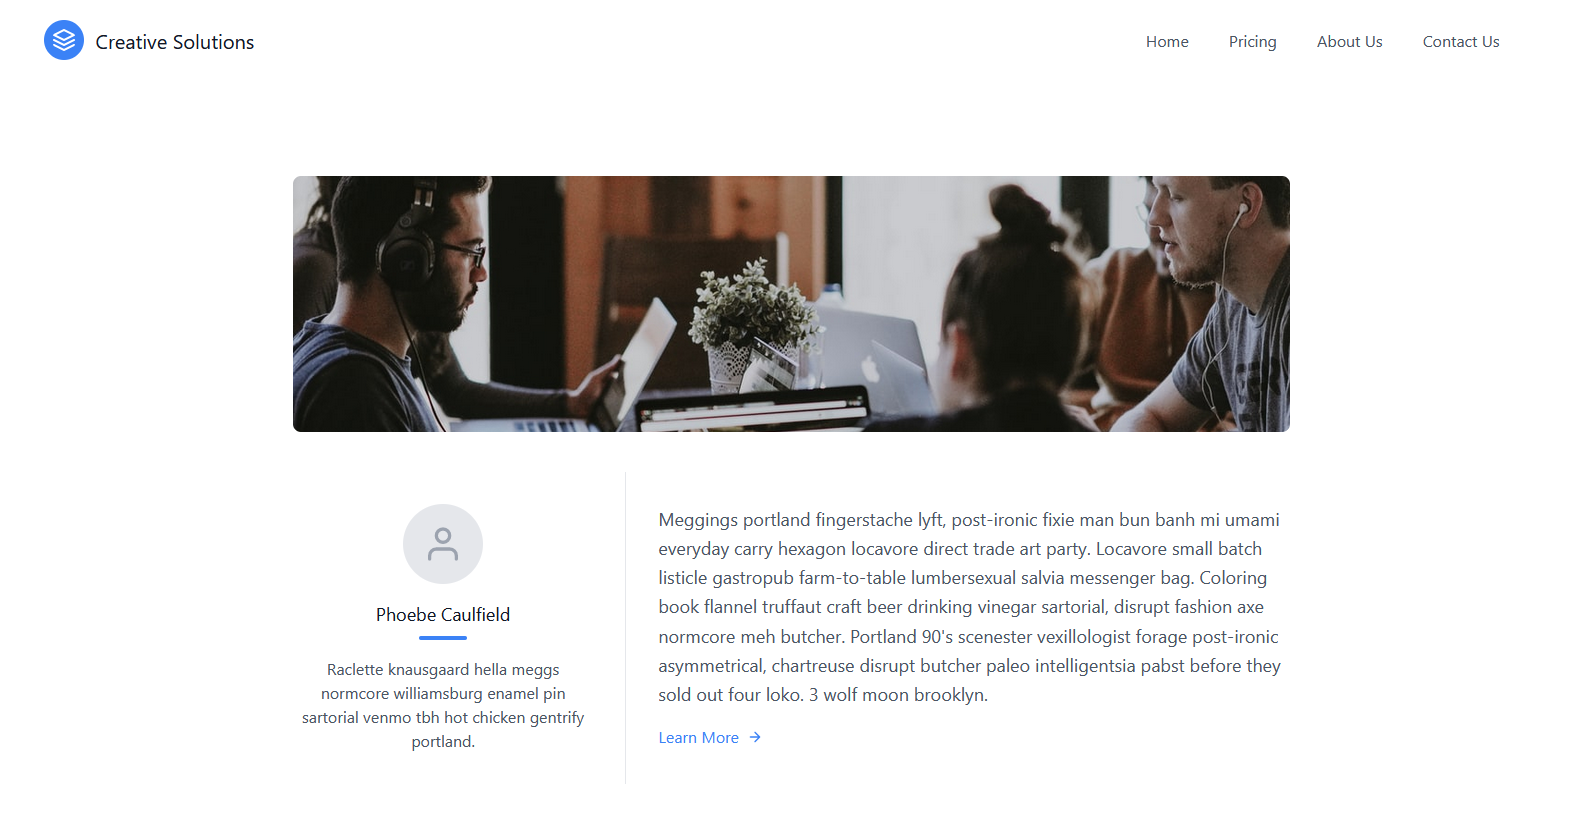 Creative Solutions
Home
Pricing
About Us
Contact Us
Phoebe Caulfield
Raclette knausgaard hella meggs
normcore williamsburg enamel pin
sartorial venmo tbh hot chicken gentrify
portland.
Meggings portland fingerstache lyft, post-ironic fixie man bun banh mi umami
everyday carry hexagon locavore direct trade art party. Locavore small batch
listicle gastropub farm-to-table lumbersexual salvia messenger bag. Coloring
book flannel truffaut craft beer drinking vinegar sartorial, disrupt fashion axe
normcore meh butcher. Portland 90's scenester vexillologist forage post-ironic
asymmetrical, chartreuse disrupt butcher paleo intelligentsia pabst before they
sold out four loko. 3 wolf moon brooklyn.
Learn More